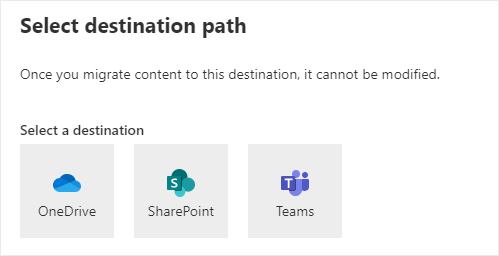 Select destination path
Once you migrate content to this destination, it cannot be modified.
Select a destination
OneDrive
S
SharePoint
T
Teams